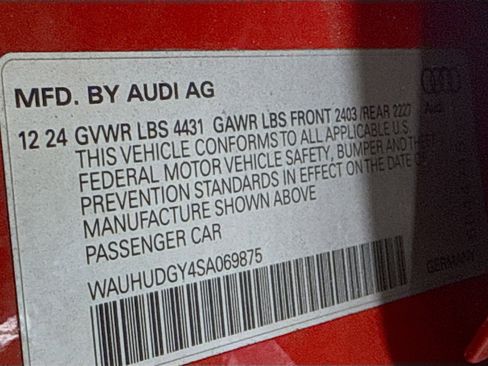 MFD. BY AUDI AG
12 24 GVWR LBS 4431 GAWR LBS FRONT 2403 /REAR 2227
THIS VEHICLE CONFORMS TO ALL APPLICABLE U.S.
FEDERAL MOTOR VEHICLE SAFETY, BUMPER AND THEFT
PREVENTION STANDARDS IN EFFECT ON THE DATE OF
MANUFACTURE SHOWN ABOVE
PASSENGER CAR
WAUHUDGY4SA069875
Audi
GERMANY